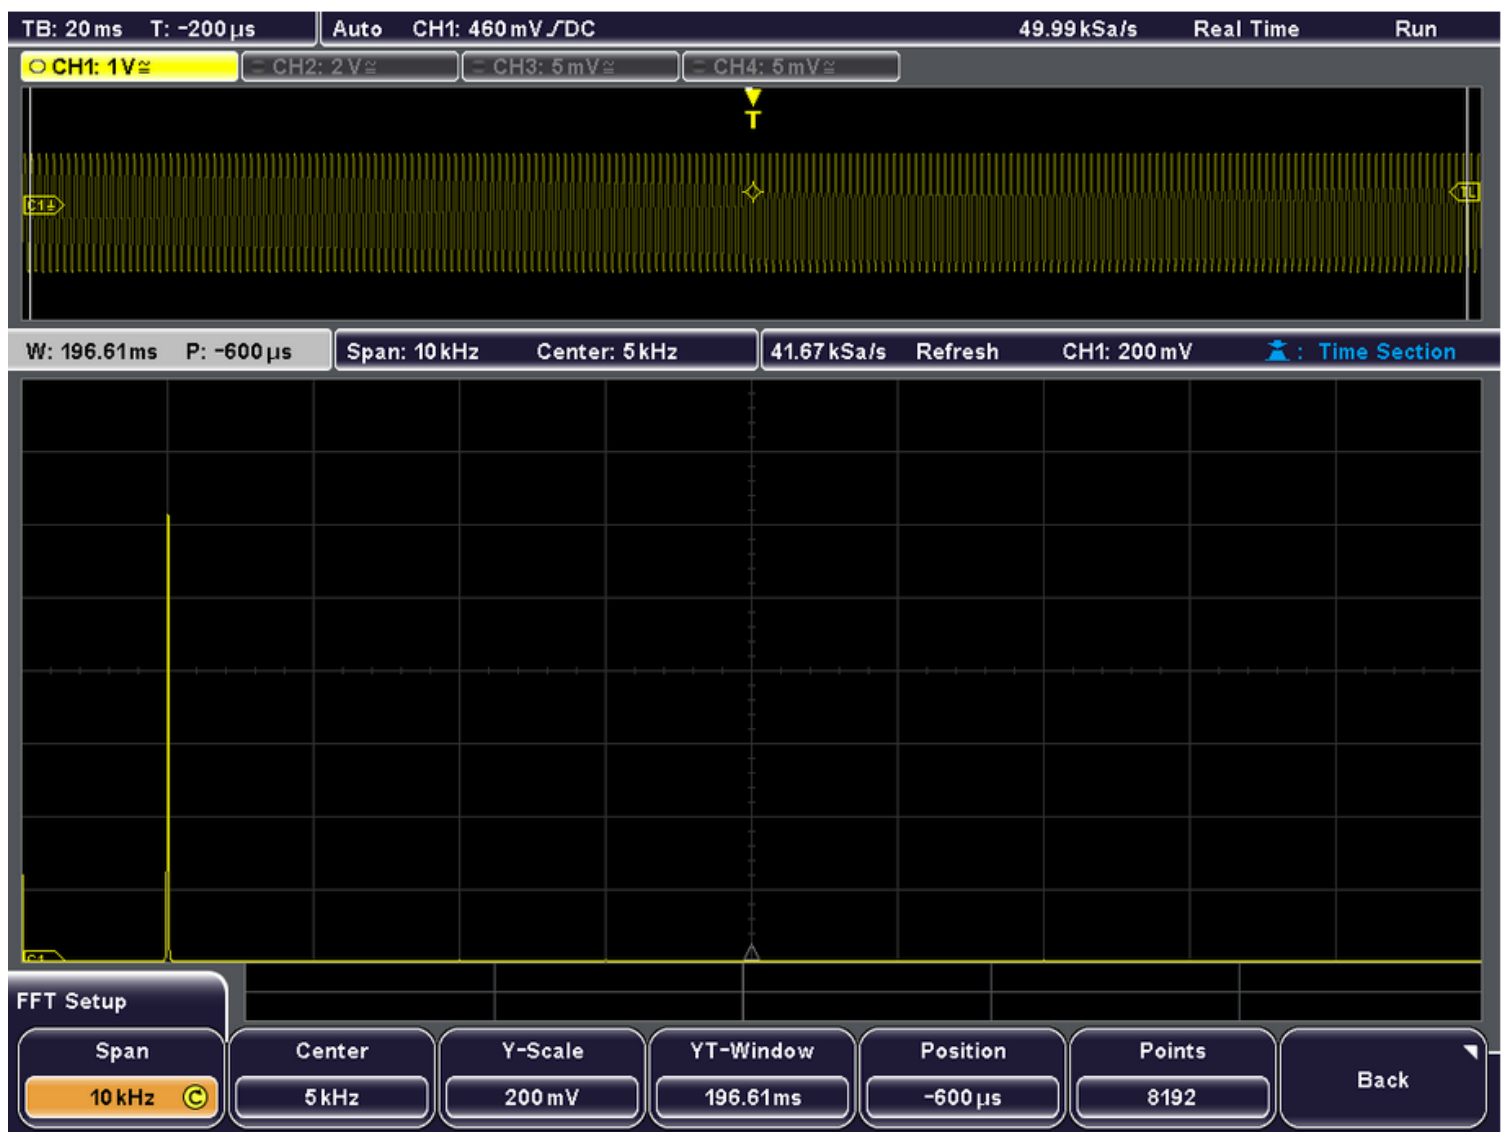 TB: 20 ms T: -200 µs Auto CH1: 460 mV DC 49.99 kSa/s Real Time Run
CH1: 1 V≅ CH2: 2 V≅ CH3: 5 mV≅ CH4: 5 mV≅
T
C1 TL
W: 196.61 ms P: -600 µs Span: 10 kHz Center: 5 kHz 41.67 kSa/s Refresh CH1: 200 mV : Time Section
C1
FFT Setup
Span Center Y-Scale YT-Window Position Points
10 kHz 5 kHz 200 mV 196.61 ms -600 µs 8192 Back